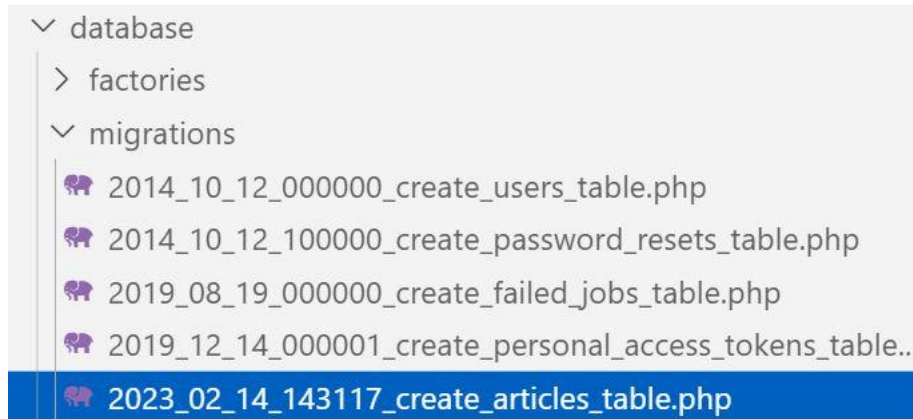 database
factories
migrations
2014_10_12_000000_create_users_table.php
2014_10_12_100000_create_password_resets_table.php
2019_08_19_000000_create_failed_jobs_table.php
2019_12_14_000001_create_personal_access_tokens_table..
2023_02_14_143117_create_articles_table.php